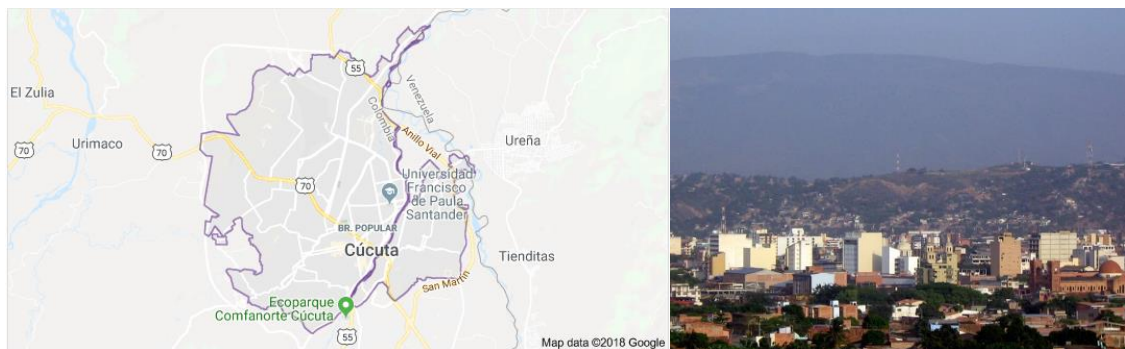 55
El Zulia
Venezuela
Colombia
Urimaco
70
70
Anillo Vial
Ureña
70
Universidad
Francisco
de Paula
Santander
BR. POPULAR
Cúcuta
Tienditas
San Martín
Ecoparque
Comfanorte Cúcuta
55
Map data ©2018 Google